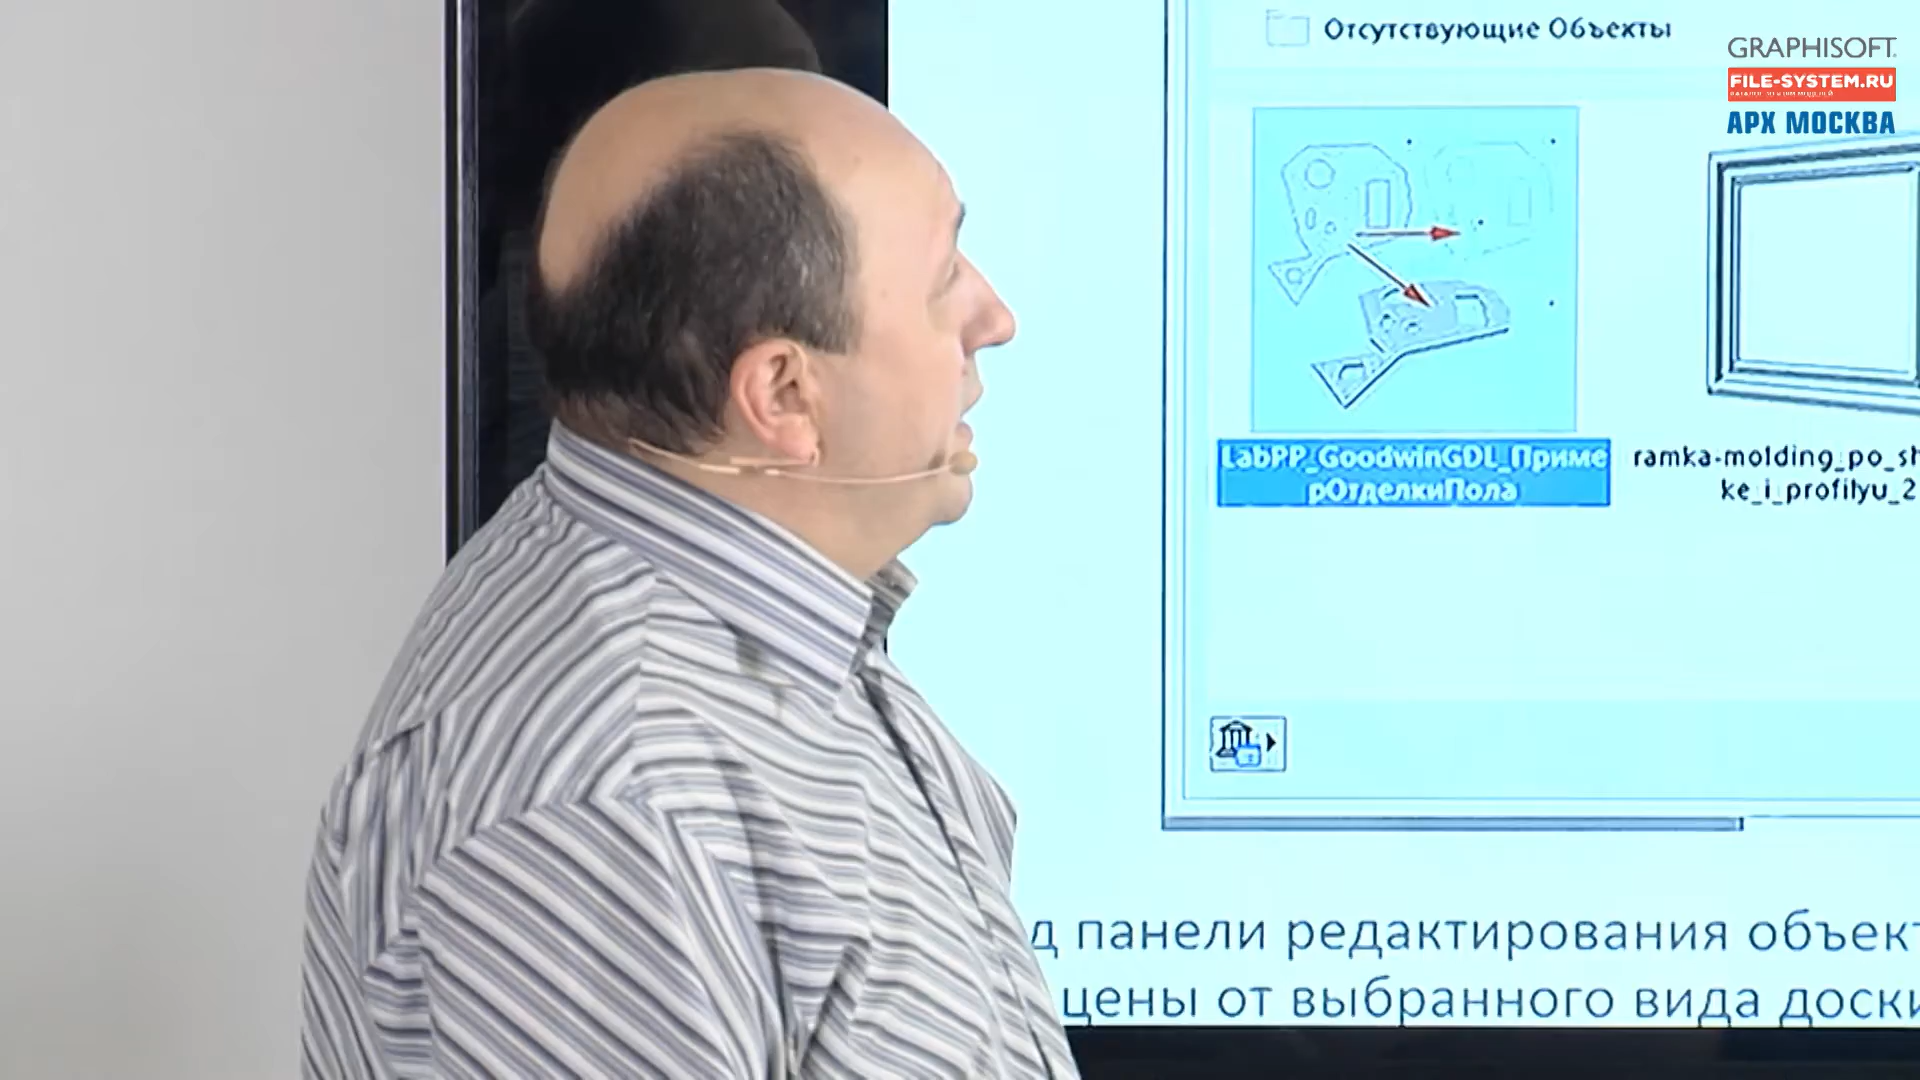 Отсутствующие Объекты
GRAPHISOFT
FILE-SYSTEM.RU
АРХ МОСКВА
LabPP_GoodwinGDL_Приме
рОтделкиПола
ramka-molding_po_sh
ke_i_profilyu_2
д панели редактирования объек
цены от выбранного вида доски